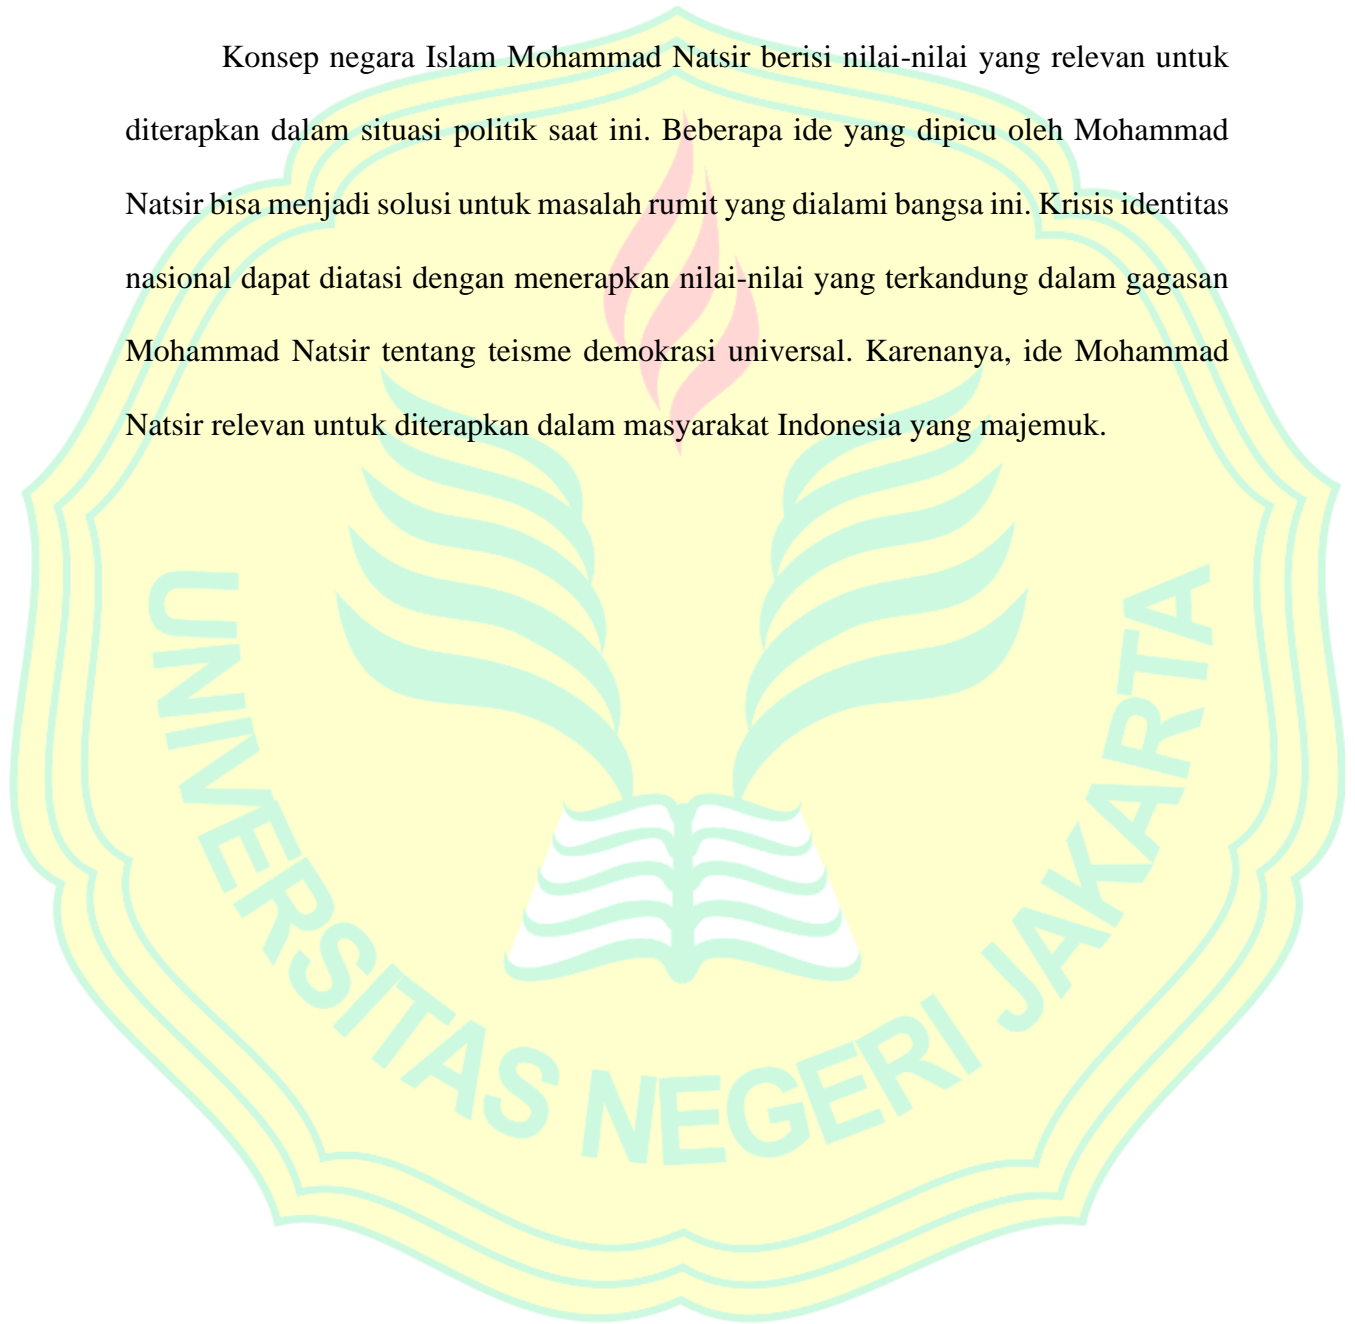 Konsep negara Islam Mohammad Natsir berisi nilai-nilai yang relevan untuk
diterapkan dalam situasi politik saat ini. Beberapa ide yang dipicu oleh Mohammad
Natsir bisa menjadi solusi untuk masalah rumit yang dialami bangsa ini. Krisis identitas
nasional dapat diatasi dengan menerapkan nilai-nilai yang terkandung dalam gagasan
Mohammad Natsir tentang teisme demokrasi universal. Karenanya, ide Mohammad
Natsir relevan untuk diterapkan dalam masyarakat Indonesia yang majemuk.
UNIVERSITAS NEGERI JAKARTA